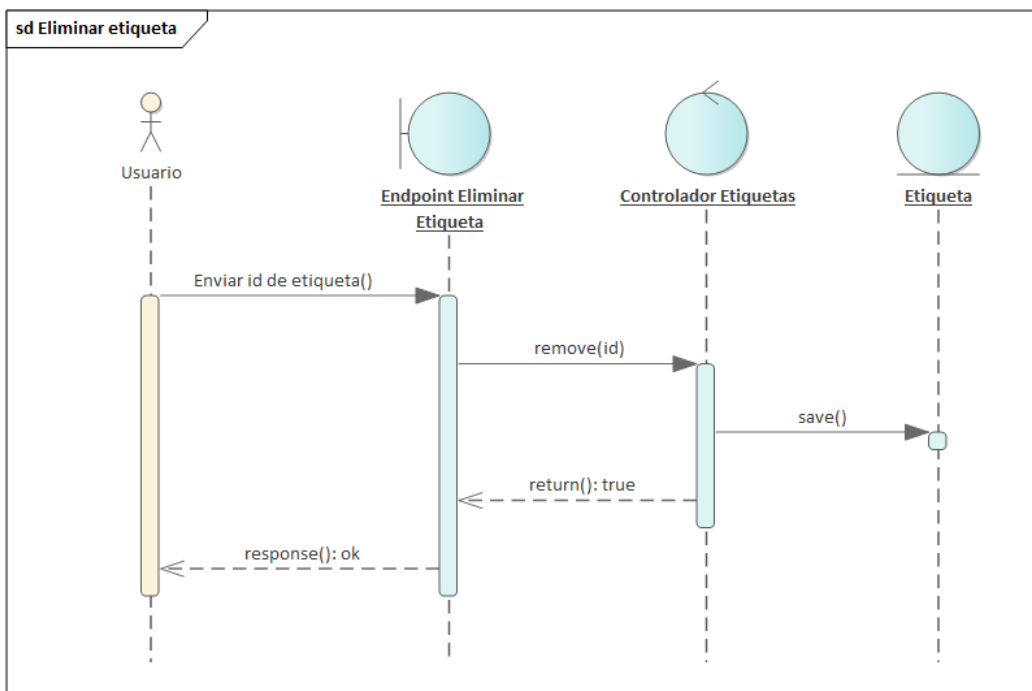 sd Eliminar etiqueta
Usuario
Endpoint Eliminar
Etiqueta
Controlador Etiquetas
Etiqueta
Enviar id de etiqueta()
remove(id)
save()
return(): true
response(): ok